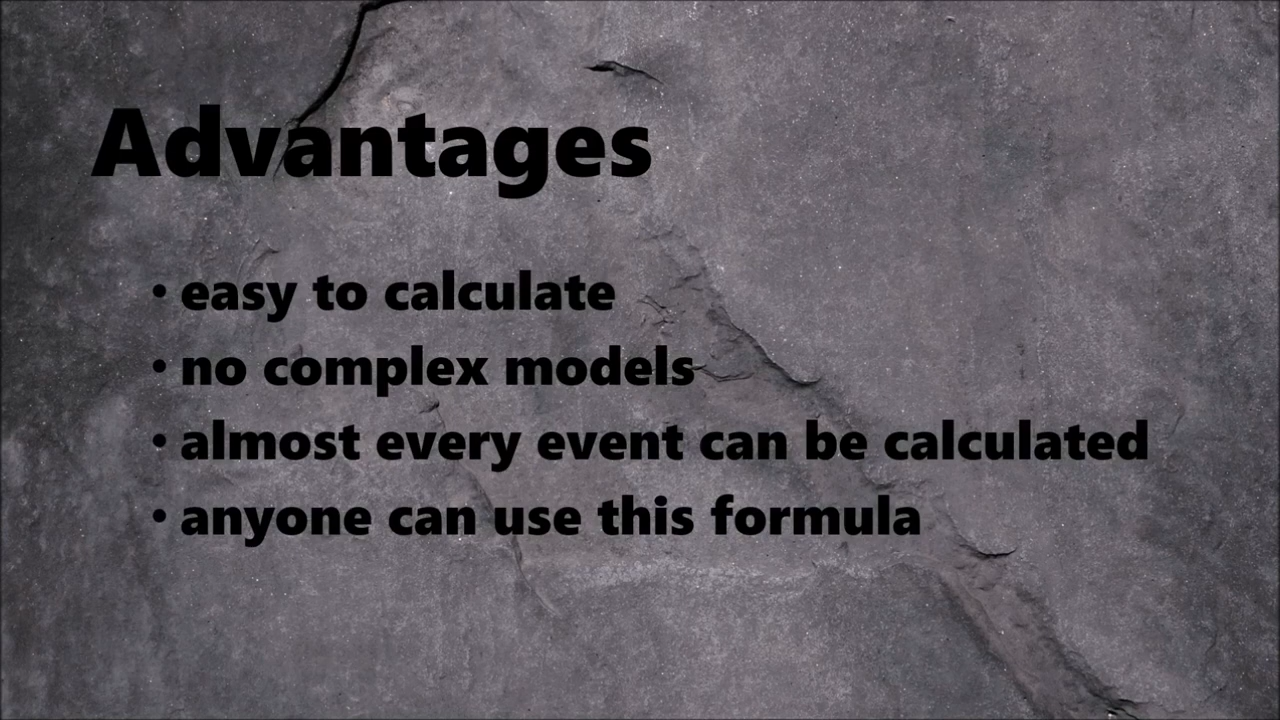 Advantages
• easy to calculate
• no complex models
• almost every event can be calculated
• anyone can use this formula